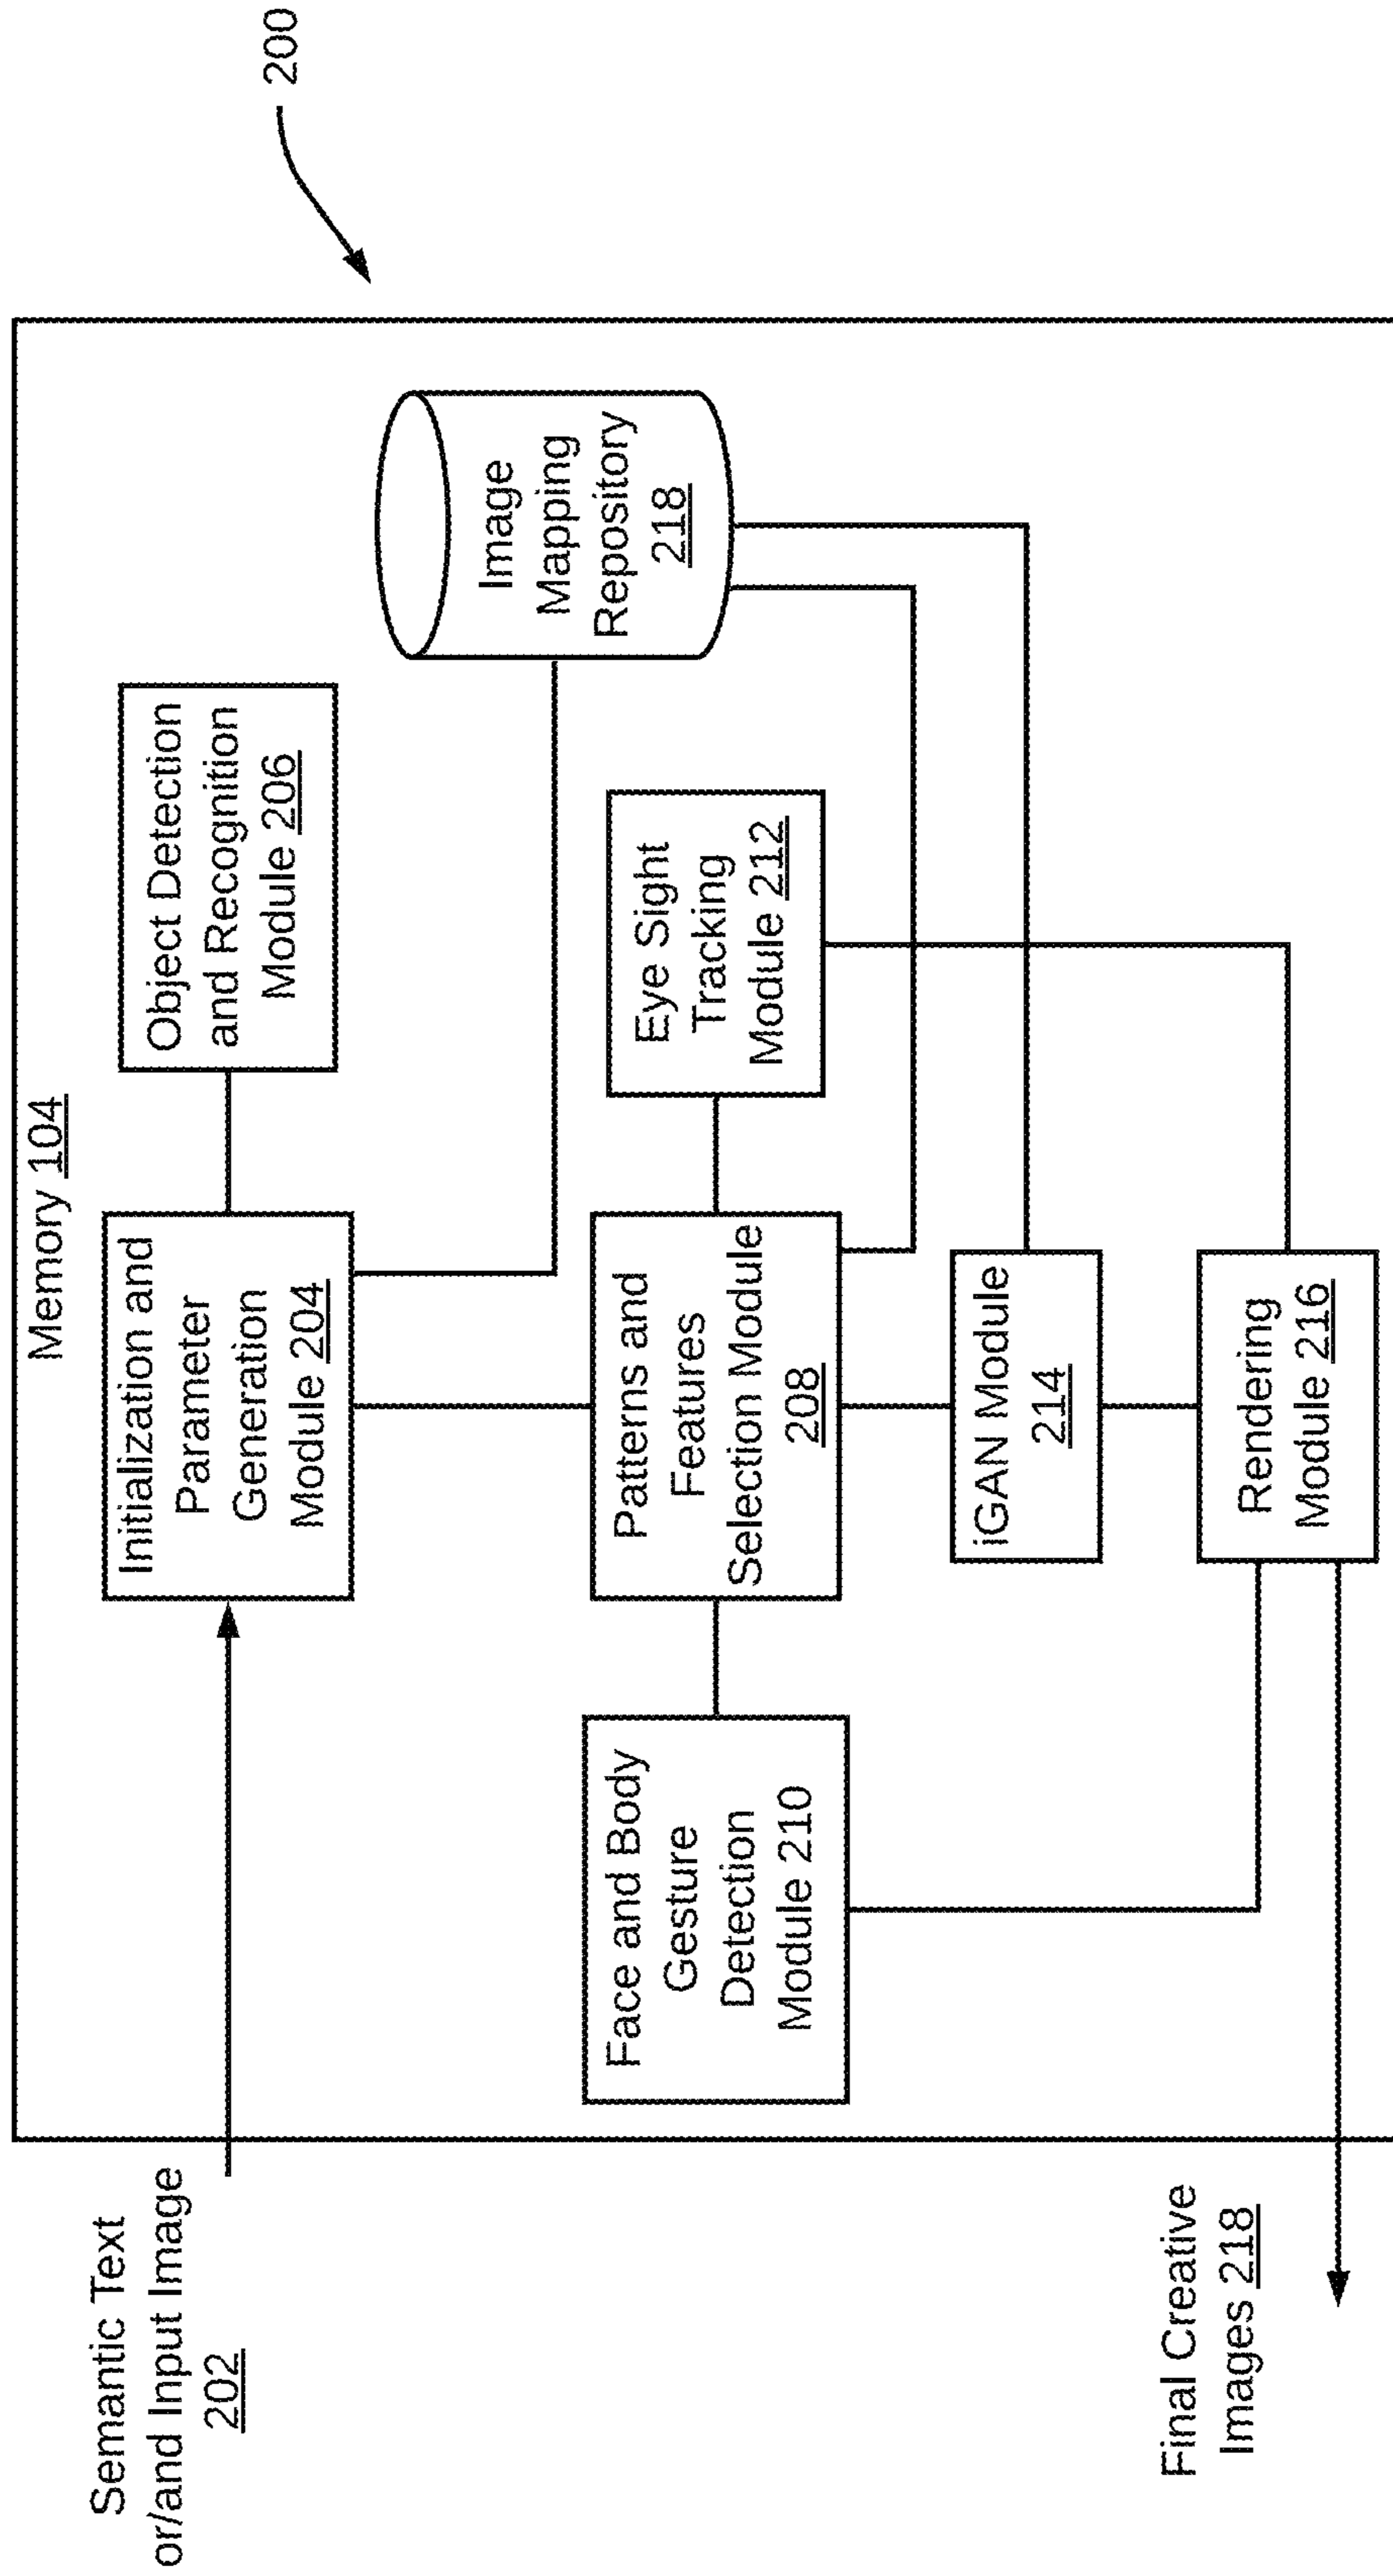 200
Memory 104
Semantic Text
or/and Input Image
202
Initialization and
Parameter
Generation
Module 204
Object Detection
and Recognition
Module 206
Image
Mapping
Repository
218
Face and Body
Gesture
Detection
Module 210
Patterns and
Features
Selection Module
208
Eye Sight
Tracking
Module 212
iGAN Module
214
Final Creative
Images 218
Rendering
Module 216